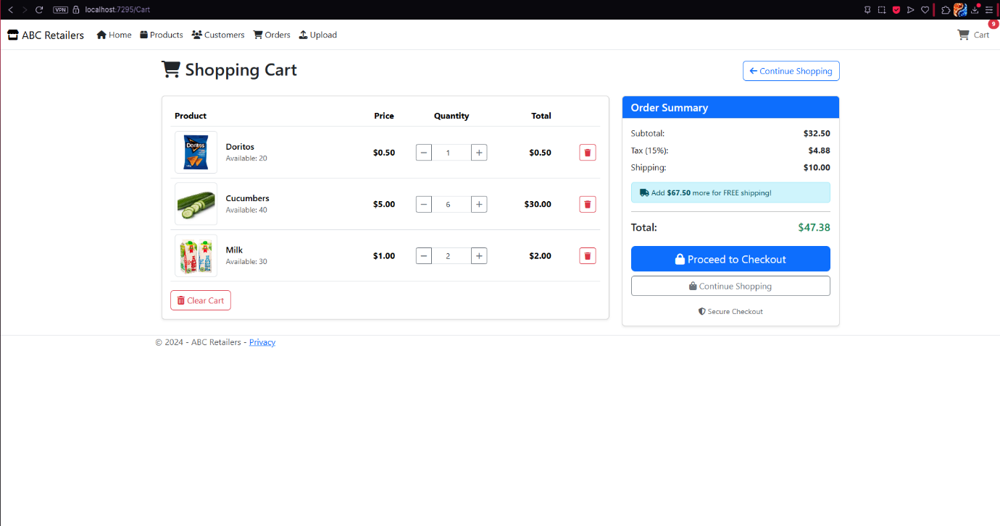 VPN localhost:7295/Cart
ABC Retailers Home Products Customers Orders Upload Cart 9
Shopping Cart
Continue Shopping
Product Price Quantity Total
Doritos
Available: 20
$0.50 − 1 + $0.50
Doritos
Cucumbers
Available: 40
$5.00 − 6 + $30.00
Milk
Available: 30
$1.00 − 2 + $2.00
Clear Cart
Order Summary
Subtotal: $32.50
Tax (15%): $4.88
Shipping: $10.00
Add $67.50 more for FREE shipping!
Total: $47.38
Proceed to Checkout
Continue Shopping
Secure Checkout
© 2024 - ABC Retailers - Privacy